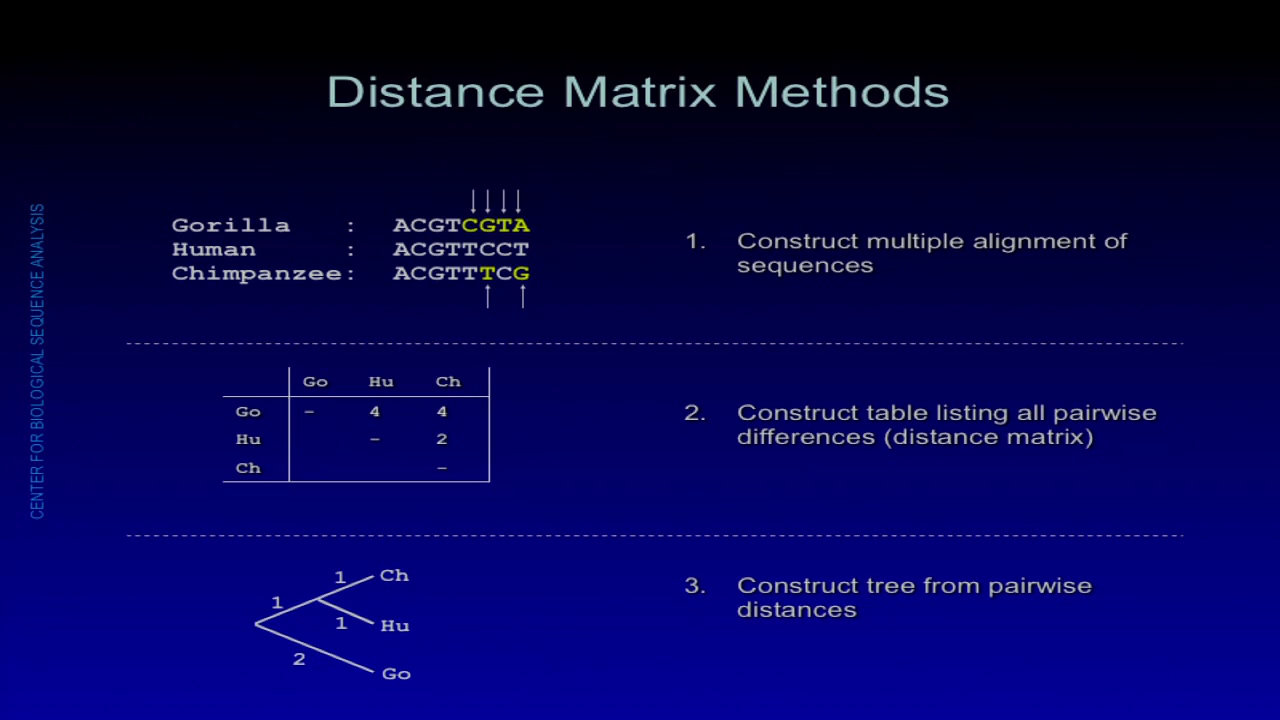 Distance Matrix Methods
CENTER FOR BIOLOGICAL SEQUENCE ANALYSIS
Gorilla : ACGTCGTA
Human : ACGTTCCT
Chimpanzee: ACGTTTCG
1. Construct multiple alignment of
sequences
Go Hu Ch
Go - 4 4
Hu - 2
Ch -
2. Construct table listing all pairwise
differences (distance matrix)
1 Ch
1
1 Hu
2
Go
3. Construct tree from pairwise
distances